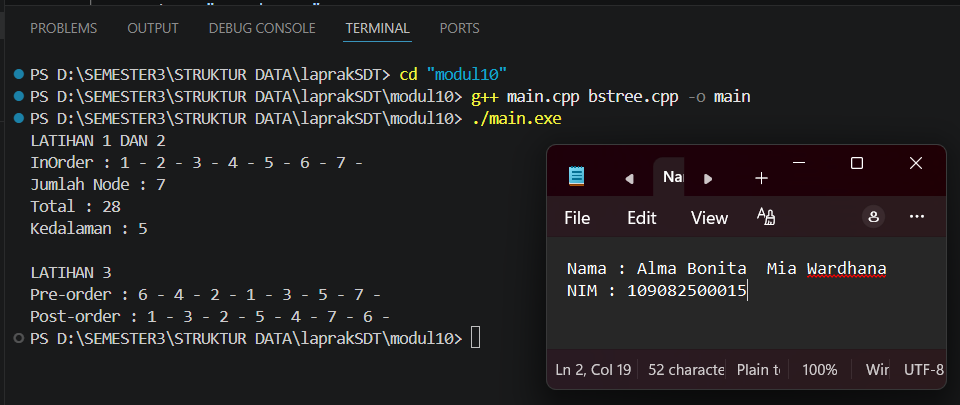 PROBLEMS OUTPUT DEBUG CONSOLE TERMINAL PORTS
PS D:\SEMESTER3\STRUKTUR DATA\laprakSDT> cd "modul10"
PS D:\SEMESTER3\STRUKTUR DATA\laprakSDT\modul10> g++ main.cpp bstree.cpp -o main
PS D:\SEMESTER3\STRUKTUR DATA\laprakSDT\modul10> ./main.exe
LATIHAN 1 DAN 2
InOrder : 1 - 2 - 3 - 4 - 5 - 6 - 7 -
Jumlah Node : 7
Total : 28
Kedalaman : 5
LATIHAN 3
Pre-order : 6 - 4 - 2 - 1 - 3 - 5 - 7 -
Post-order : 1 - 3 - 2 - 5 - 4 - 7 - 6 -
PS D:\SEMESTER3\STRUKTUR DATA\laprakSDT\modul10>
Na
File Edit View
Nama : Alma Bonita  Mia Wardhana
NIM : 109082500015
Ln 2, Col 19 52 characte Plain t 100% Wir UTF-8